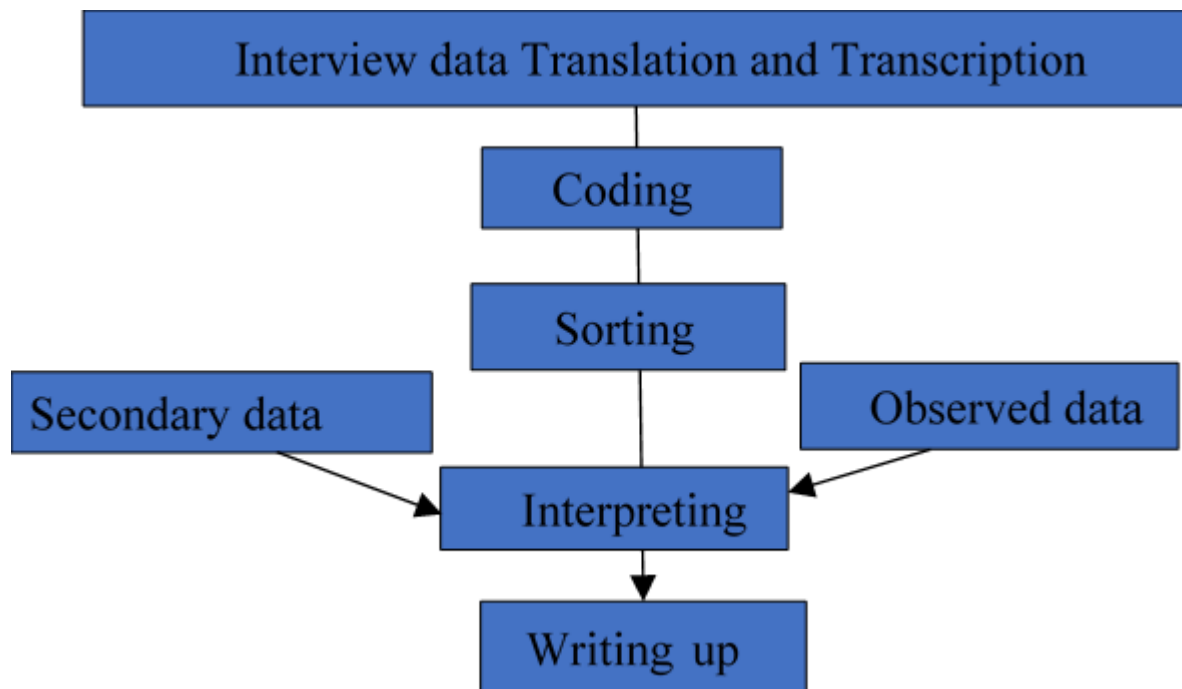 Interview data Translation and Transcription
Coding
Sorting
Secondary data
Observed data
Interpreting
Writing up